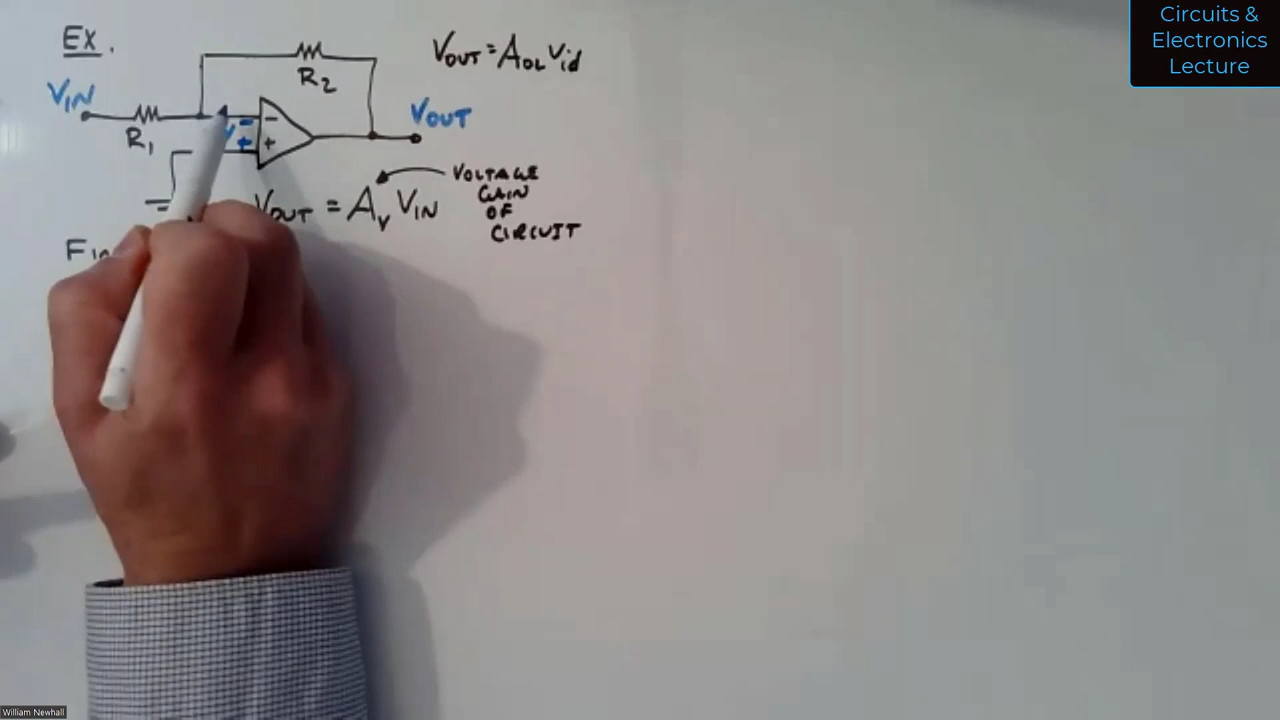 Circuits &
Electronics
Lecture
EX.
R2
VOUT = AOL Vid
VIN
R1
-
+
-
+
VOUT
VOUT = AV VIN
VOLTAGE
GAIN
OF
CIRCUIT
William Newhall